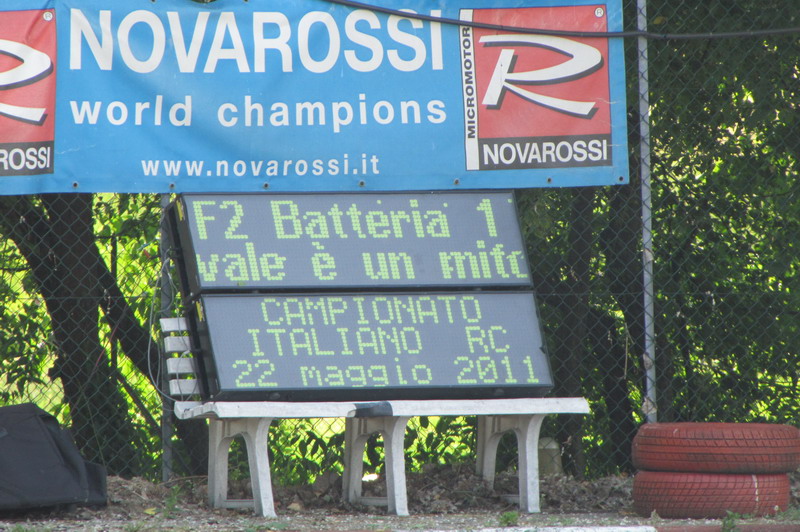 NOVAROSSI
world champions
www.novarossi.it
ROSSI
MICROMOTOR
R
NOVAROSSI
F2 Batteria 1
vale è un mito
CAMPIONATO
ITALIANO RC
22 maggio 2011